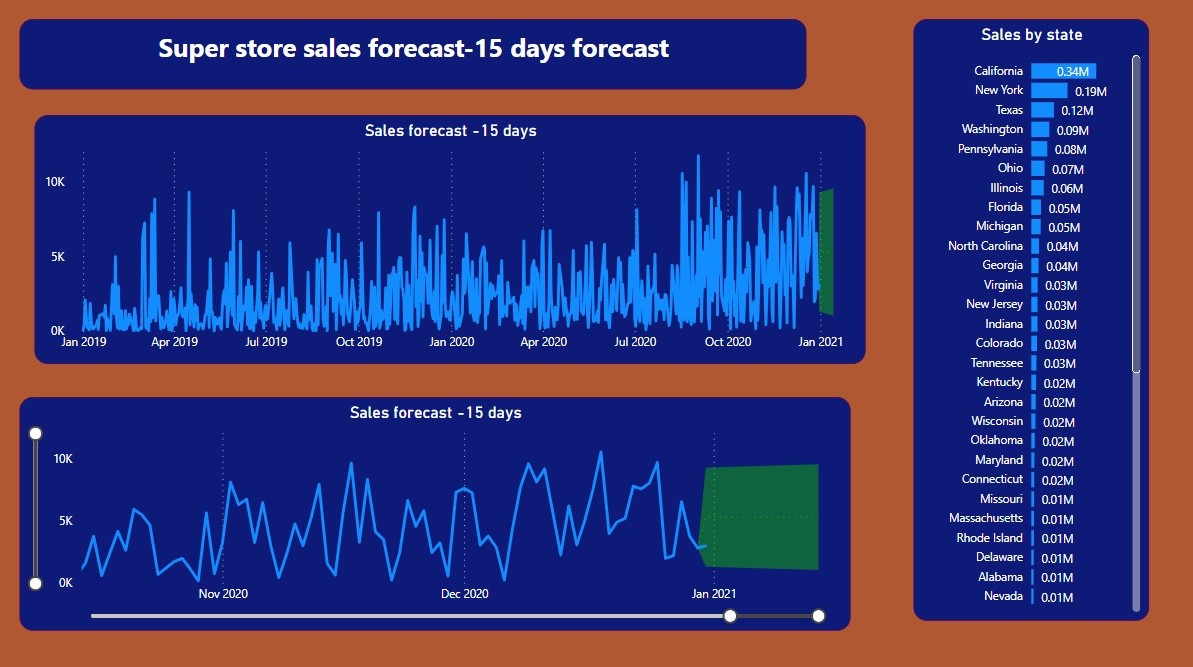 Super store sales forecast-15 days forecast
Sales forecast -15 days
10K
5K
0K
Jan 2019 Apr 2019 Jul 2019 Oct 2019 Jan 2020 Apr 2020 Jul 2020 Oct 2020 Jan 2021
Sales forecast -15 days
10K
5K
0K
Nov 2020 Dec 2020 Jan 2021
Sales by state
California 0.34M
New York 0.19M
Texas 0.12M
Washington 0.09M
Pennsylvania 0.08M
Ohio 0.07M
Illinois 0.06M
Florida 0.05M
Michigan 0.05M
North Carolina 0.04M
Georgia 0.04M
Virginia 0.03M
New Jersey 0.03M
Indiana 0.03M
Colorado 0.03M
Tennessee 0.03M
Kentucky 0.02M
Arizona 0.02M
Wisconsin 0.02M
Oklahoma 0.02M
Maryland 0.02M
Connecticut 0.02M
Missouri 0.01M
Massachusetts 0.01M
Rhode Island 0.01M
Delaware 0.01M
Alabama 0.01M
Nevada 0.01M